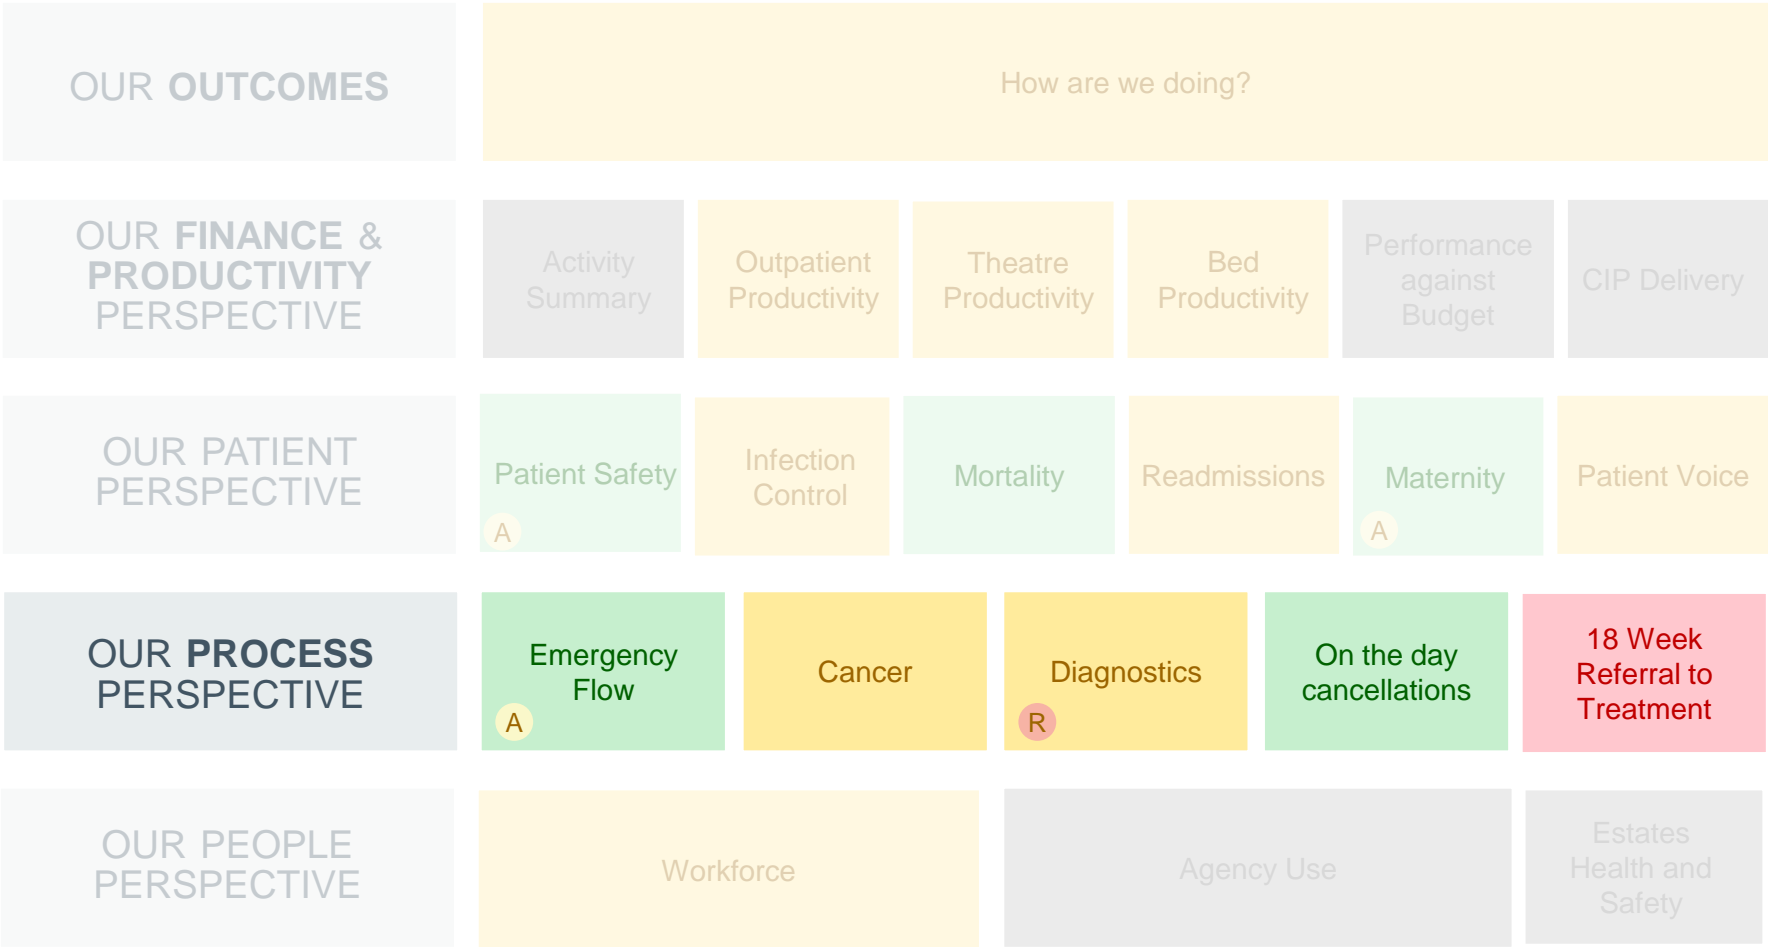 OUR OUTCOMES
How are we doing?
OUR FINANCE &
PRODUCTIVITY
PERSPECTIVE
Activity
Summary
Outpatient
Productivity
Theatre
Productivity
Bed
Productivity
Performance
against
Budget
CIP Delivery
OUR PATIENT
PERSPECTIVE
Patient Safety
A
Infection
Control
Mortality
Readmissions
Maternity
A
Patient Voice
OUR PROCESS
PERSPECTIVE
Emergency
Flow
A
Cancer
Diagnostics
R
On the day
cancellations
18 Week
Referral to
Treatment
OUR PEOPLE
PERSPECTIVE
Workforce
Agency Use
Estates
Health and
Safety